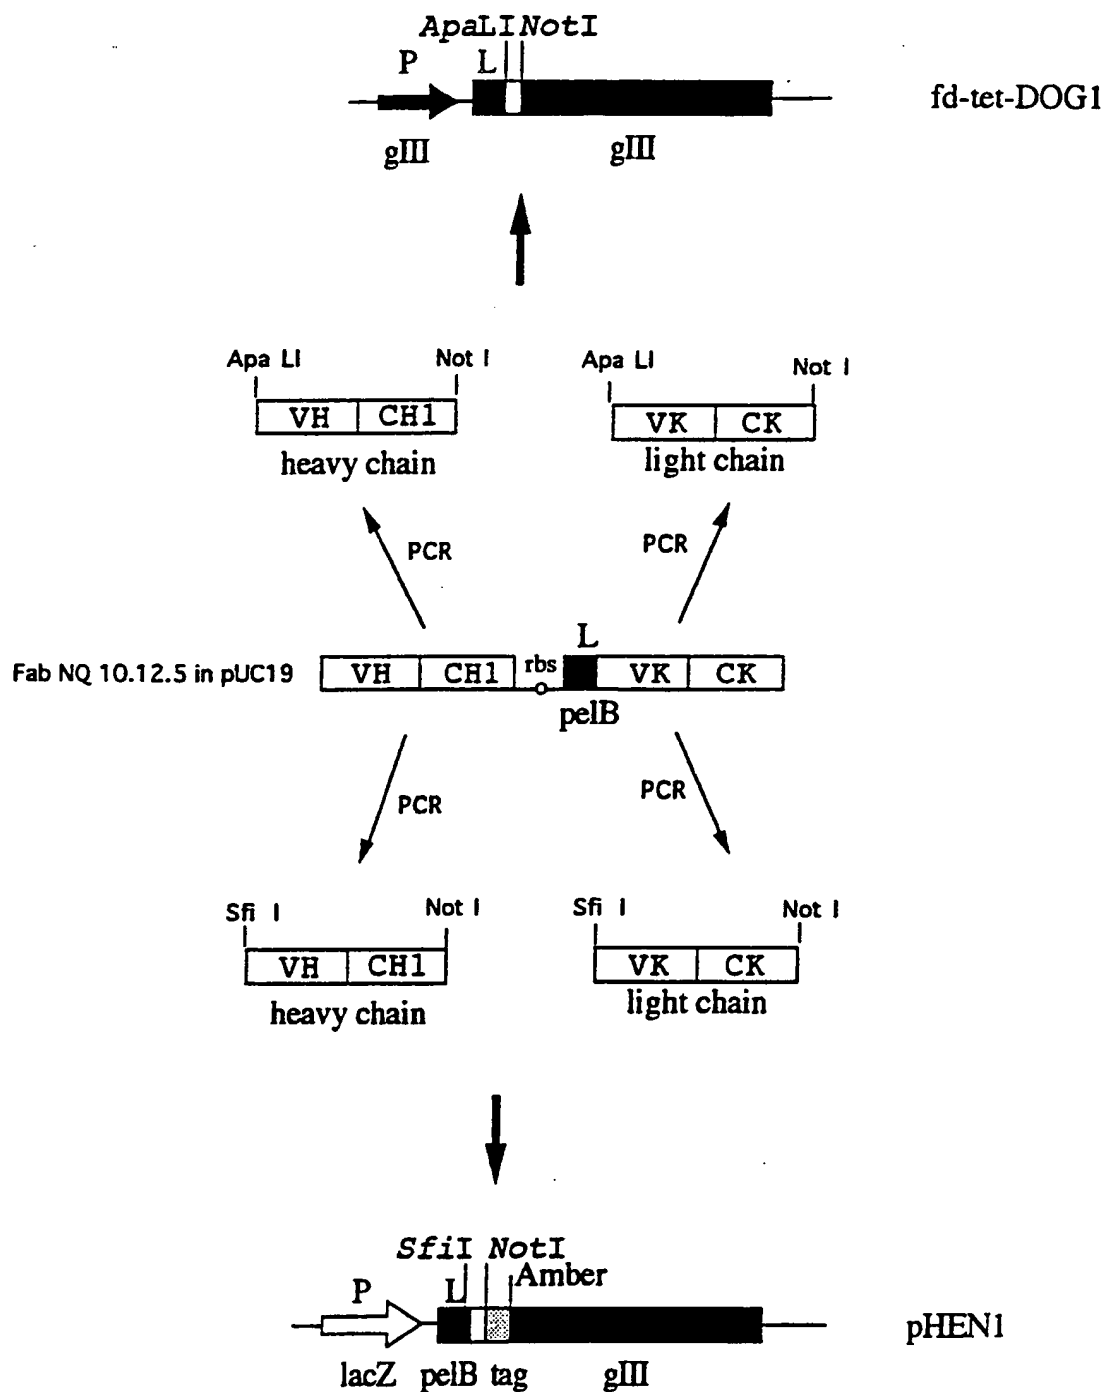 ApaLI NotI
P L
fd-tet-DOG1
gIII gIII
Apa LI Not I Apa LI Not I
VH CH1 VK CK
heavy chain light chain
PCR PCR
L
Fab NQ 10.12.5 in pUC19 VH CH1 rbs VK CK
pelB
PCR PCR
Sfi I Not I Sfi I Not I
VH CH1 VK CK
heavy chain light chain
SfiI NotI
P L Amber
pHEN1
lacZ pelB tag gIII